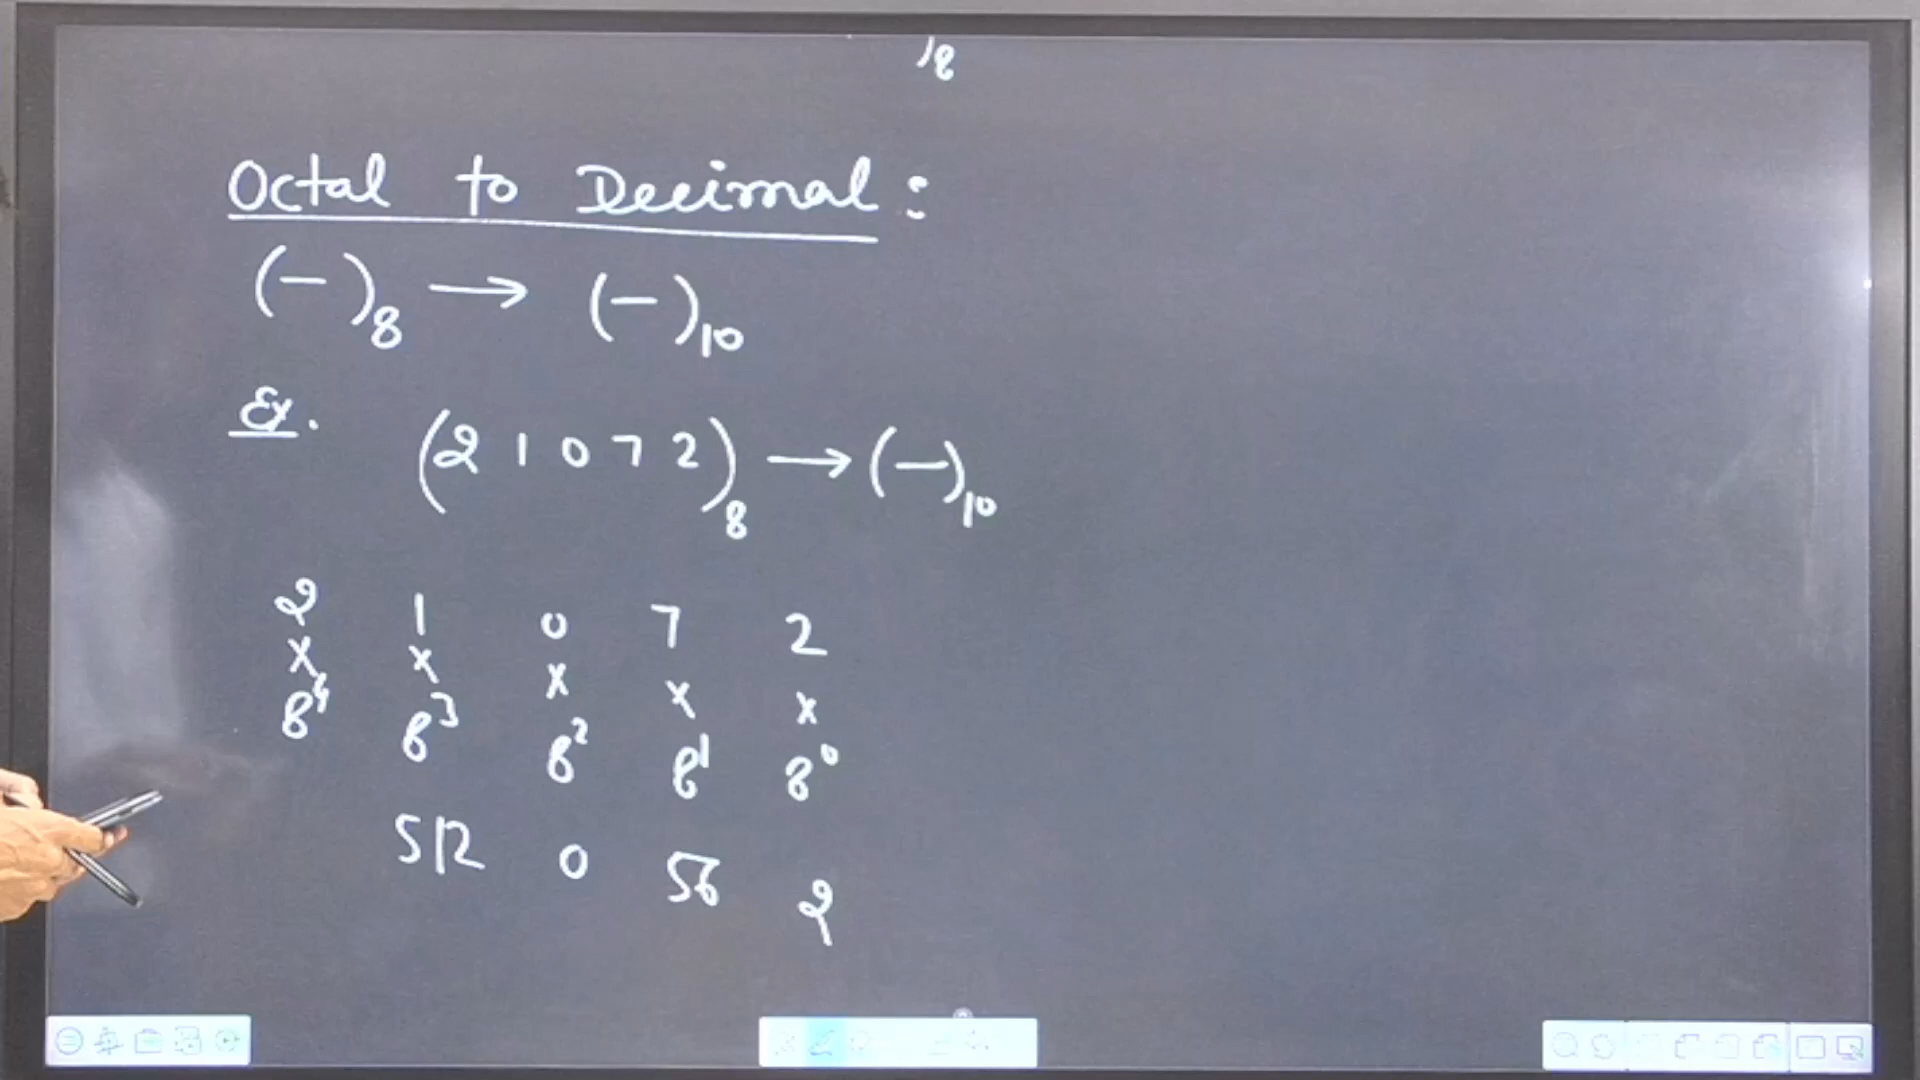 )8
Octal to Decimal :
(–)8 → (–)10
Ex. (2 1 0 7 2)8 → (–)10
2 1 0 7 2
x x x x x
8⁴ 8³ 8² 8¹ 8⁰
512 0 56 2